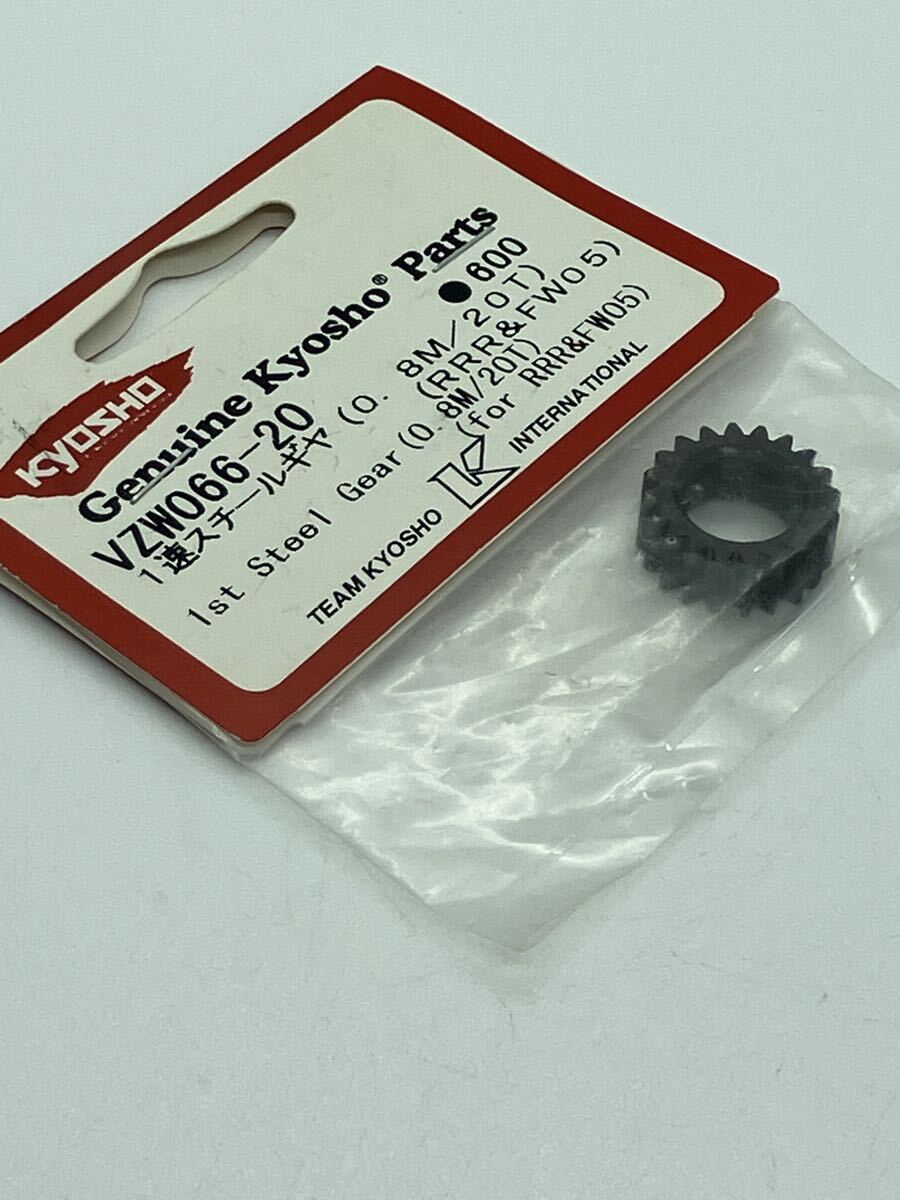 KYOSHO
Genuine Kyosho® Parts
VZW066-20 ●600
1速スチールギヤ(0. 8M/20T)
(RRR&FW05)
1st Steel Gear(0. 8M/20T)
(for RRR&FW05)
TEAM KYOSHO K INTERNATIONAL